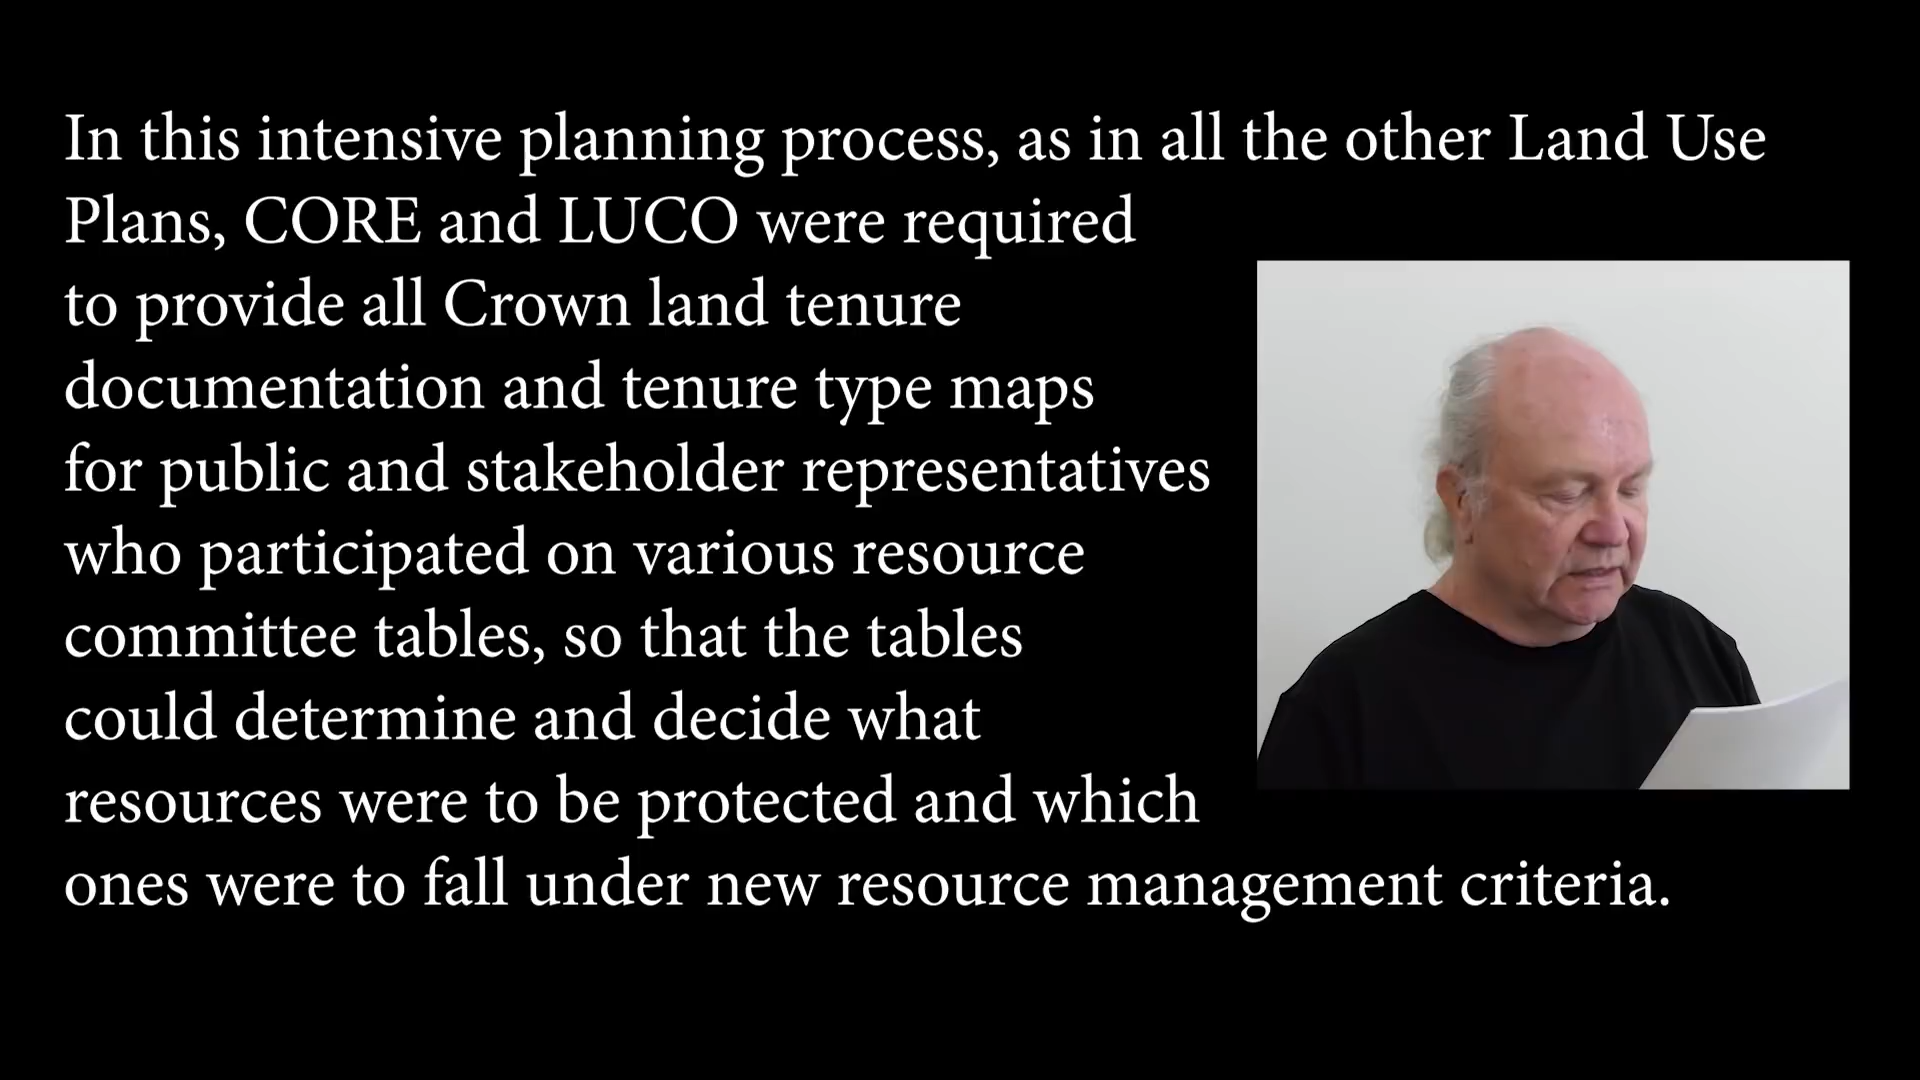 In this intensive planning process, as in all the other Land Use
Plans, CORE and LUCO were required
to provide all Crown land tenure
documentation and tenure type maps
for public and stakeholder representatives
who participated on various resource
committee tables, so that the tables
could determine and decide what
resources were to be protected and which
ones were to fall under new resource management criteria.